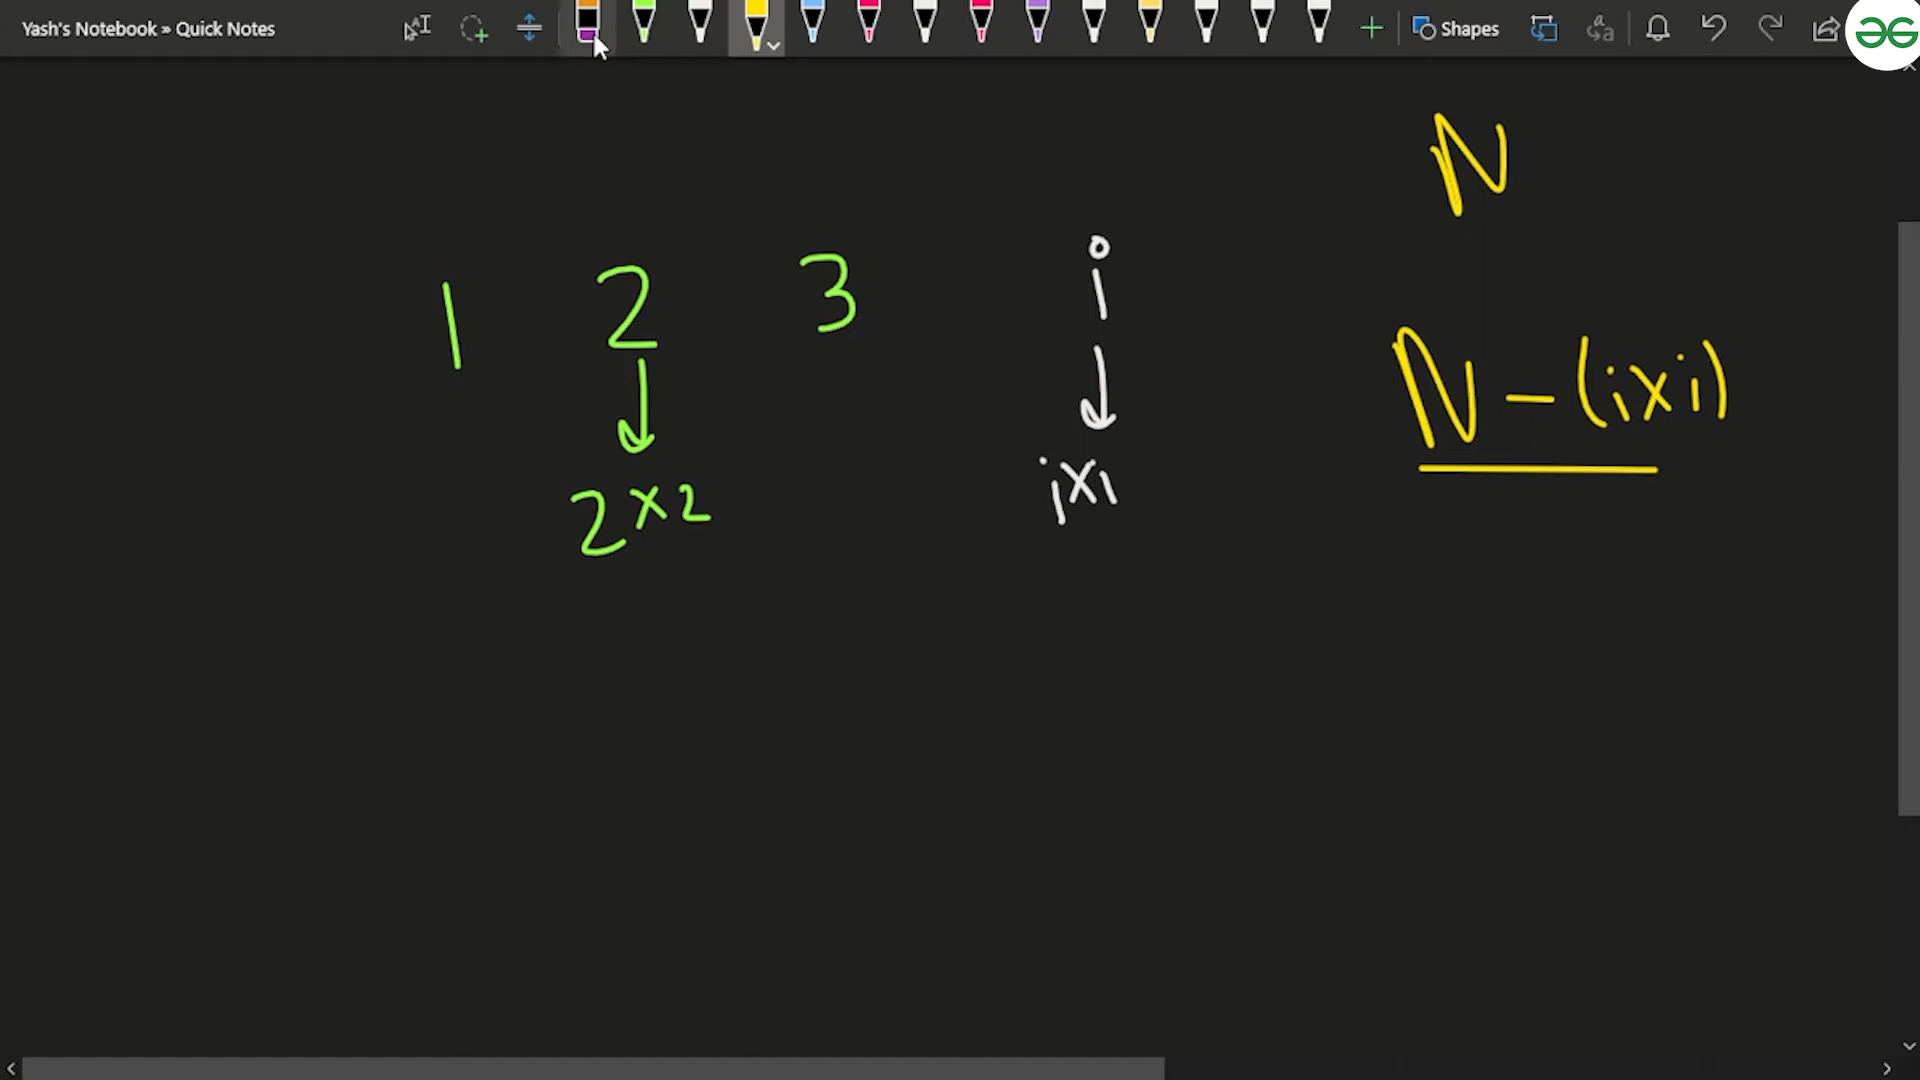 Yash's Notebook » Quick Notes
Shapes
N
1 2 3 i
N - (ixi)
2x2
ixi